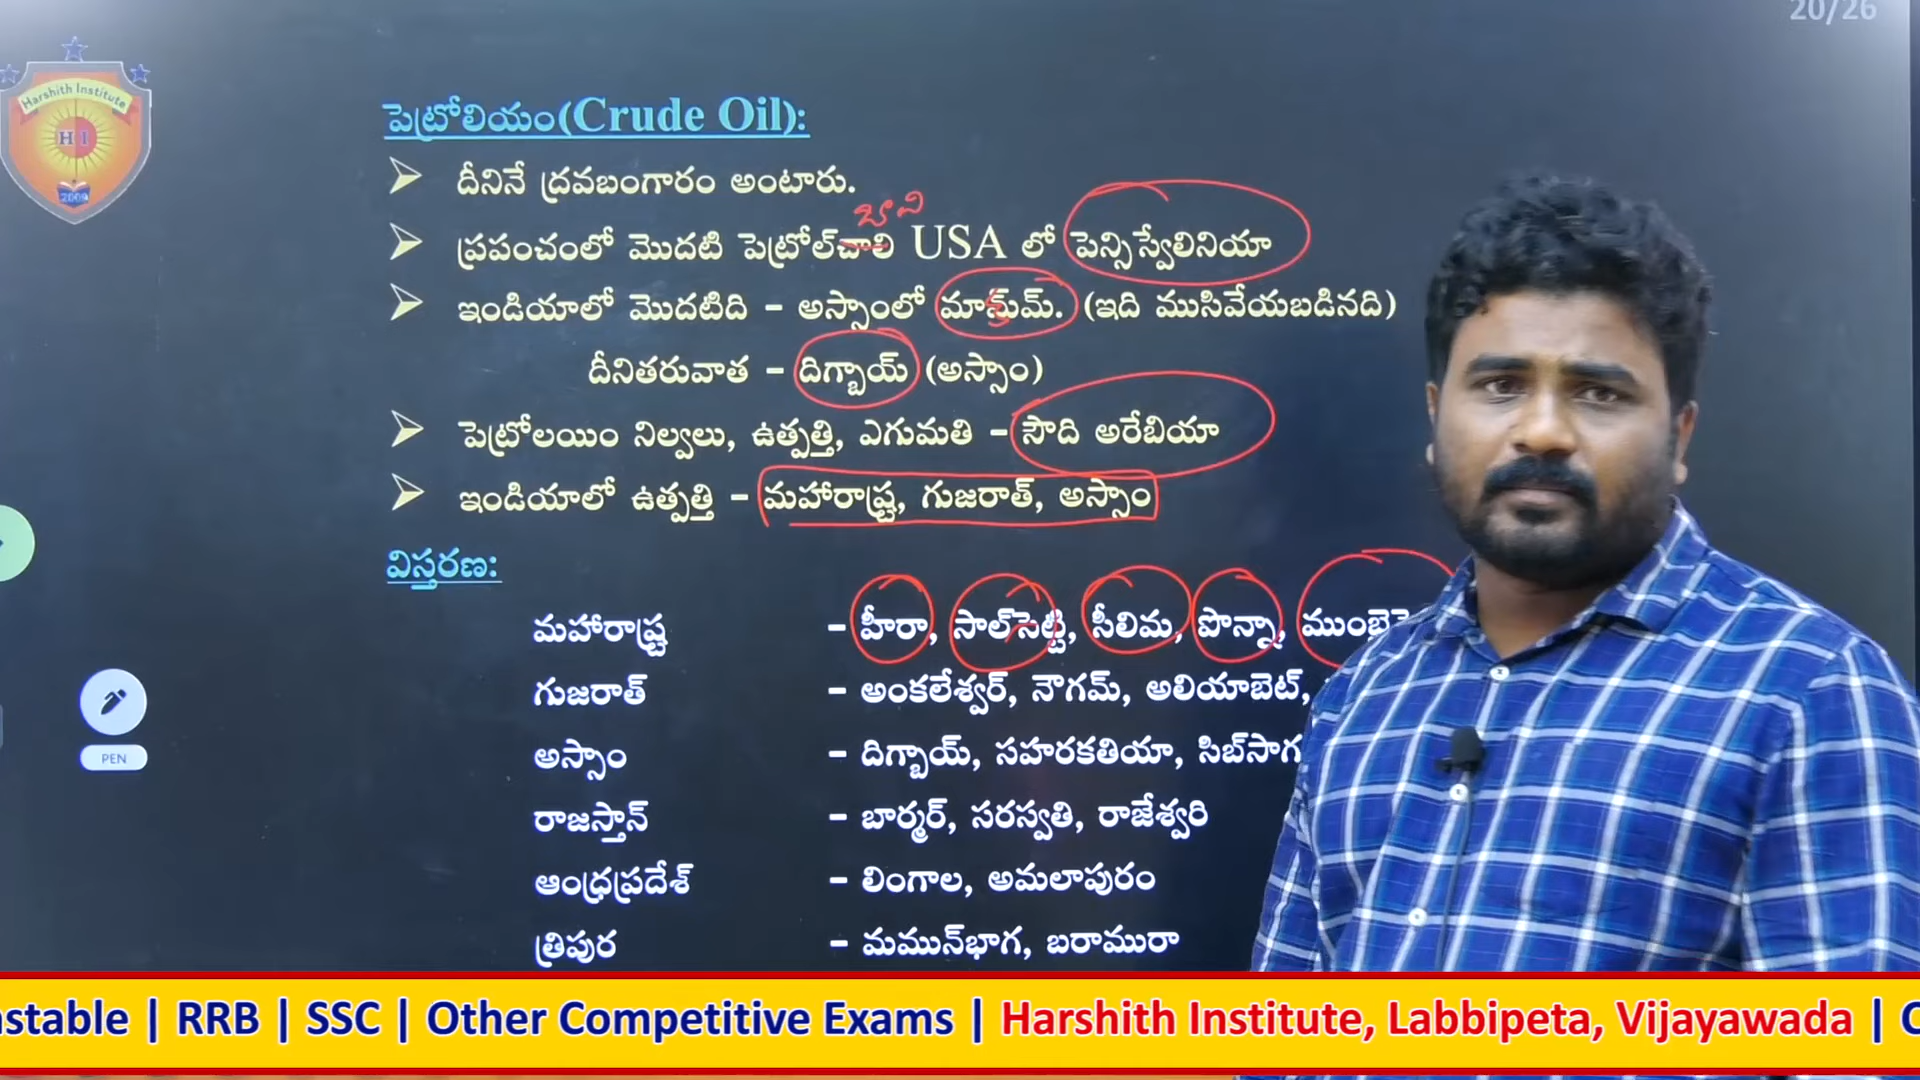 20/26
Harshith Institute
H I
2009
పెట్రోలియం(Crude Oil):
దీనినే ద్రవబంగారం అంటారు.
బావి
ప్రపంచంలో మొదటి పెట్రోల్‌చాలి USA లో పెన్సిస్వేలినియా
ఇండియాలో మొదటిది – అస్సాంలో మాక్రుమ్. (ఇది ముసివేయబడినది)
దీనితరువాత – దిగ్బాయ్ (అస్సాం)
పెట్రోలయిం నిల్వలు, ఉత్పత్తి, ఎగుమతి – సౌది అరేబియా
ఇండియాలో ఉత్పత్తి – మహారాష్ట్ర, గుజరాత్, అస్సాం
విస్తరణ:
మహారాష్ట్ర – హీరా, సాల్‌సెట్టి, సీలిమ, పొన్నా, ముంబై
గుజరాత్ – అంకలేశ్వర్, నౌగమ్, అలియాబెట్,
అస్సాం – దిగ్బాయ్, సహరకతియా, సిబ్‌సాగ
రాజస్తాన్ – బార్మర్, సరస్వతి, రాజేశ్వరి
ఆంధ్రప్రదేశ్ – లింగాల, అమలాపురం
త్రిపుర – మమున్‌భాగ, బరామురా
PEN
nstable | RRB | SSC | Other Competitive Exams | Harshith Institute, Labbipeta, Vijayawada | C